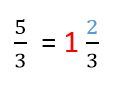 5/3 = 1 2/3